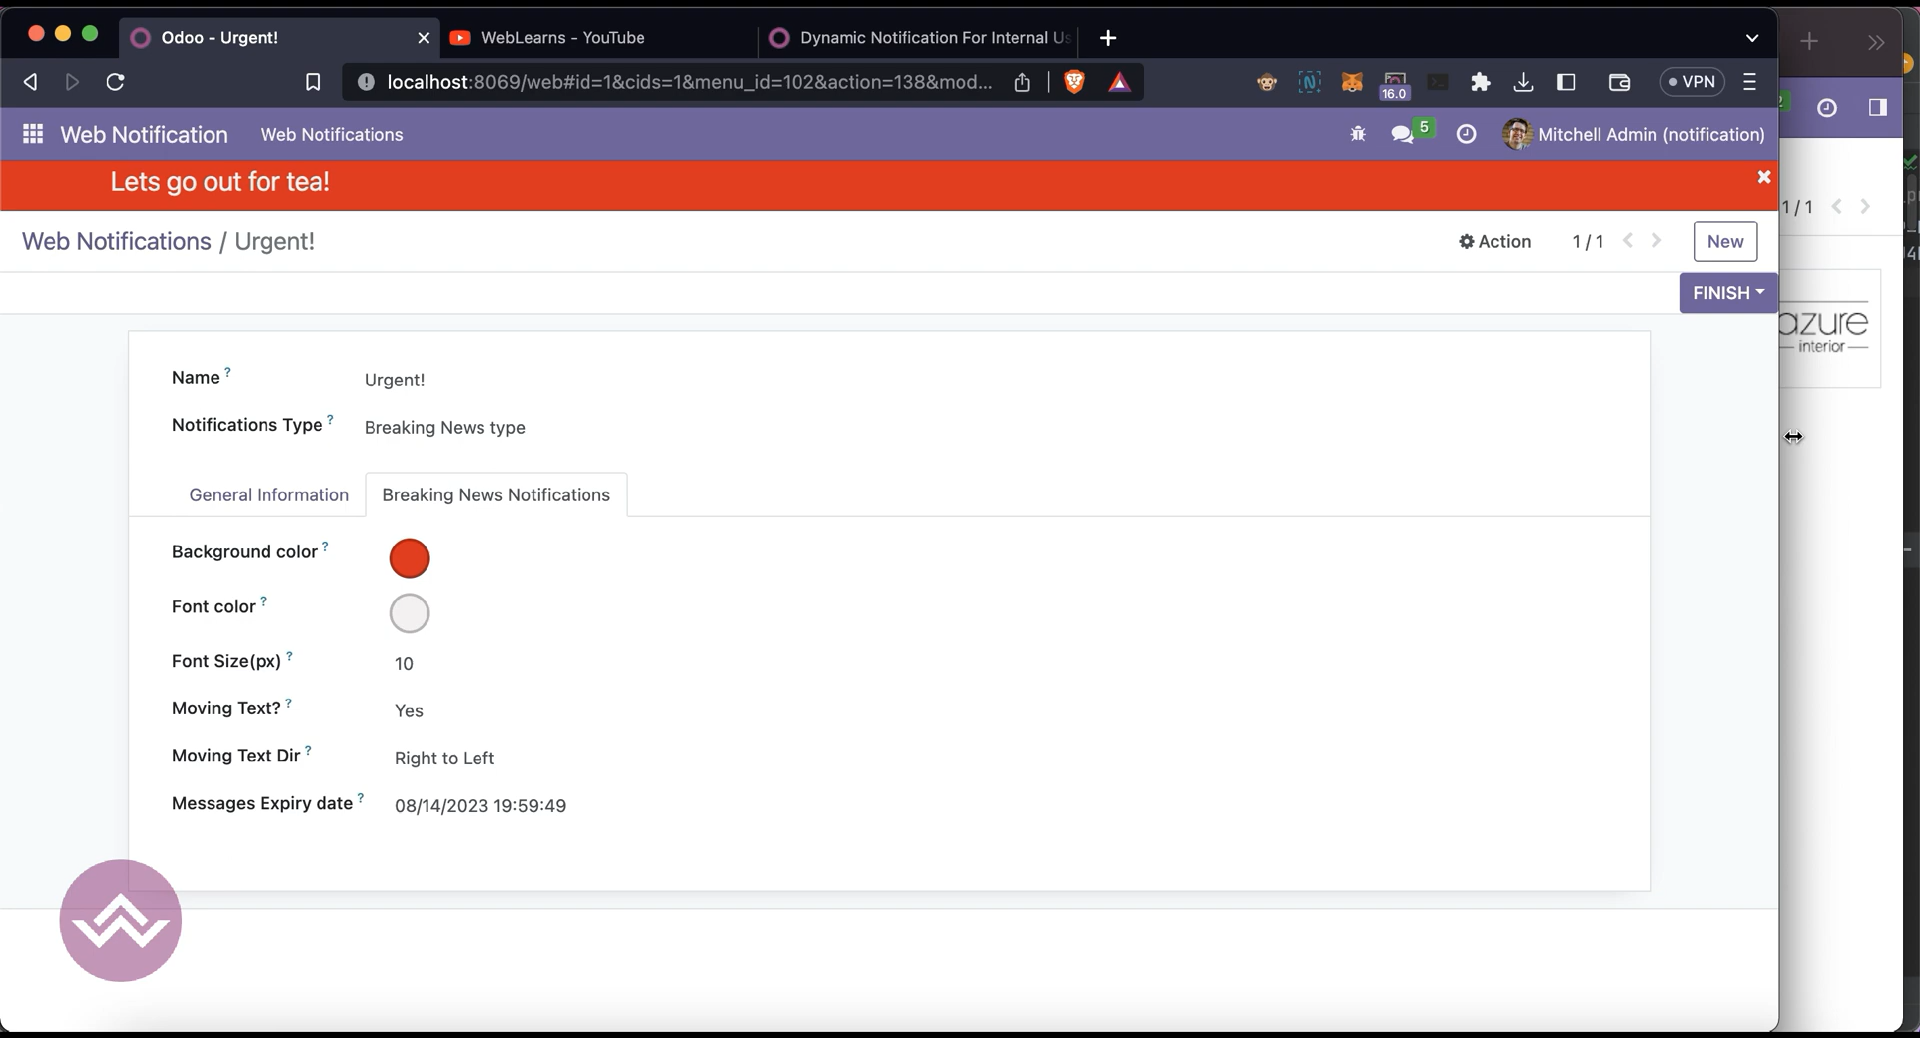 Odoo - Urgent!
WebLearns - YouTube
Dynamic Notification For Internal Us
localhost:8069/web#id=1&cids=1&menu_id=102&action=138&mod...
16.0
VPN
Web Notification
Web Notifications
5
Mitchell Admin (notification)
Lets go out for tea!
1 / 1
Web Notifications / Urgent!
Action
1 / 1
New
FINISH
azure
interior
Name ?
Urgent!
Notifications Type ?
Breaking News type
General Information
Breaking News Notifications
Background color ?
Font color ?
Font Size(px) ?
10
Moving Text? ?
Yes
Moving Text Dir ?
Right to Left
Messages Expiry date ?
08/14/2023 19:59:49